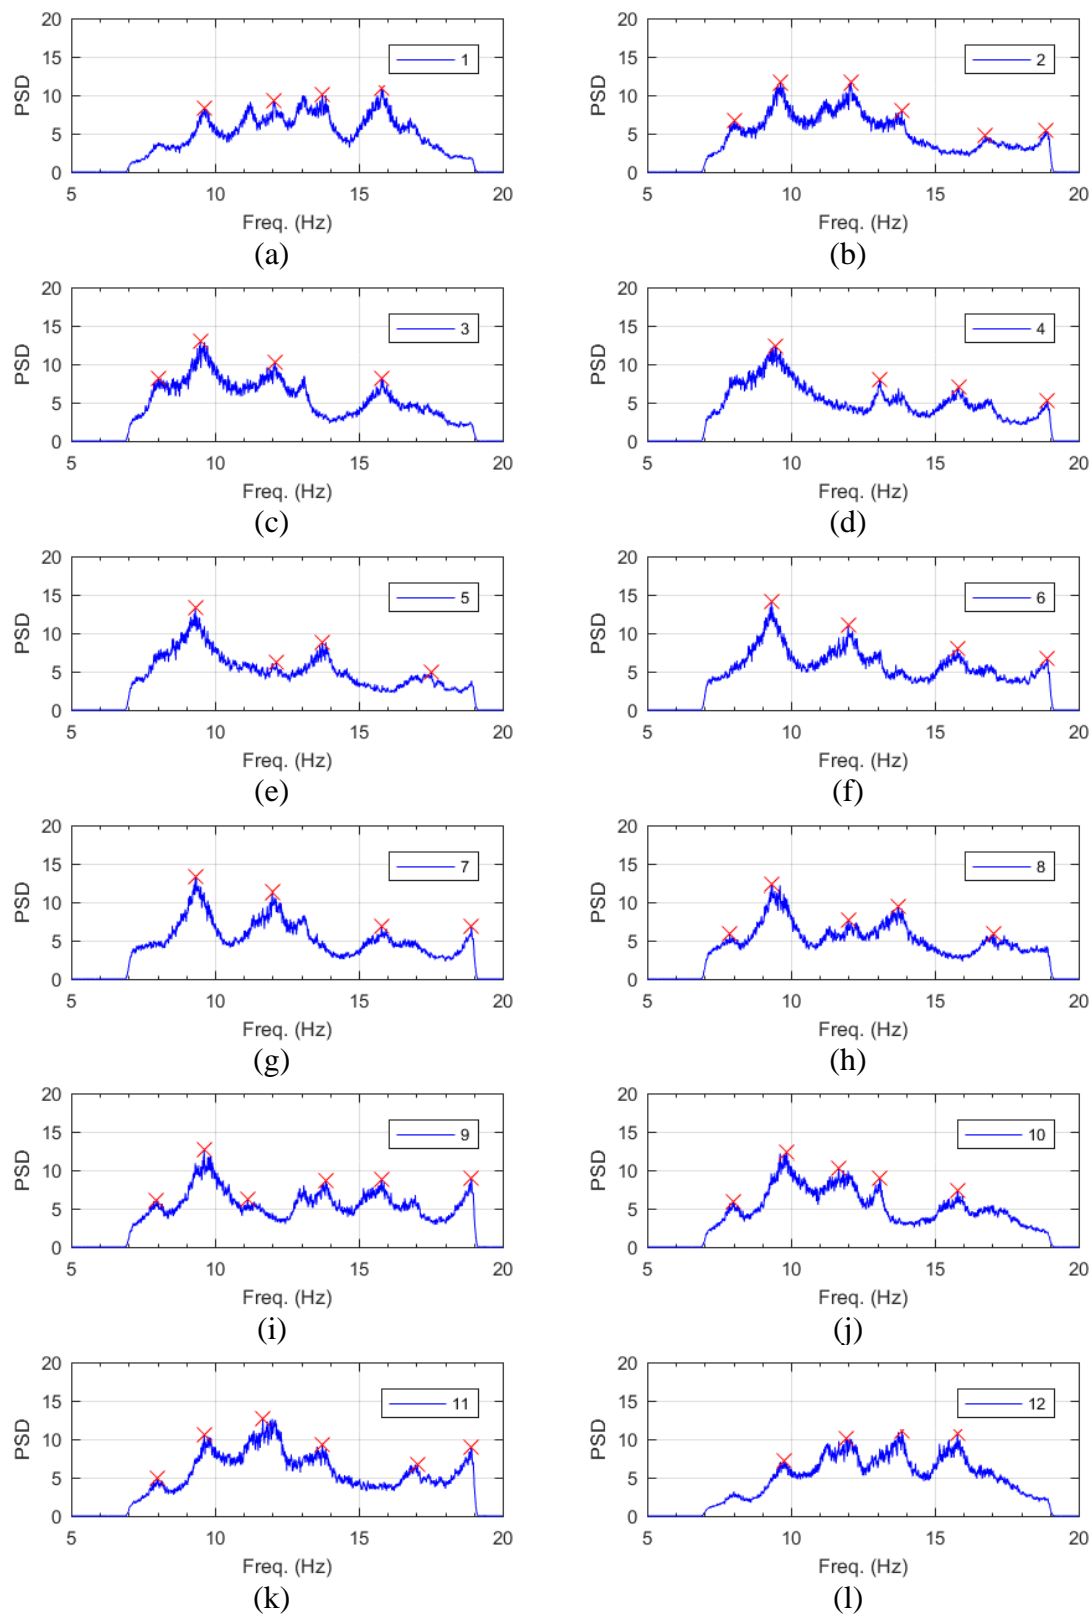 20 20
15 1 15 2
PSD 10 PSD 10
5 5
0 0
5 10 15 20 5 10 15 20
Freq. (Hz) Freq. (Hz)
(a) (b)
20 20
15 3 15 4
PSD 10 PSD 10
5 5
0 0
5 10 15 20 5 10 15 20
Freq. (Hz) Freq. (Hz)
(c) (d)
20 20
15 5 15 6
PSD 10 PSD 10
5 5
0 0
5 10 15 20 5 10 15 20
Freq. (Hz) Freq. (Hz)
(e) (f)
20 20
15 7 15 8
PSD 10 PSD 10
5 5
0 0
5 10 15 20 5 10 15 20
Freq. (Hz) Freq. (Hz)
(g) (h)
20 20
15 9 15 10
PSD 10 PSD 10
5 5
0 0
5 10 15 20 5 10 15 20
Freq. (Hz) Freq. (Hz)
(i) (j)
20 20
15 11 15 12
PSD 10 PSD 10
5 5
0 0
5 10 15 20 5 10 15 20
Freq. (Hz) Freq. (Hz)
(k) (l)